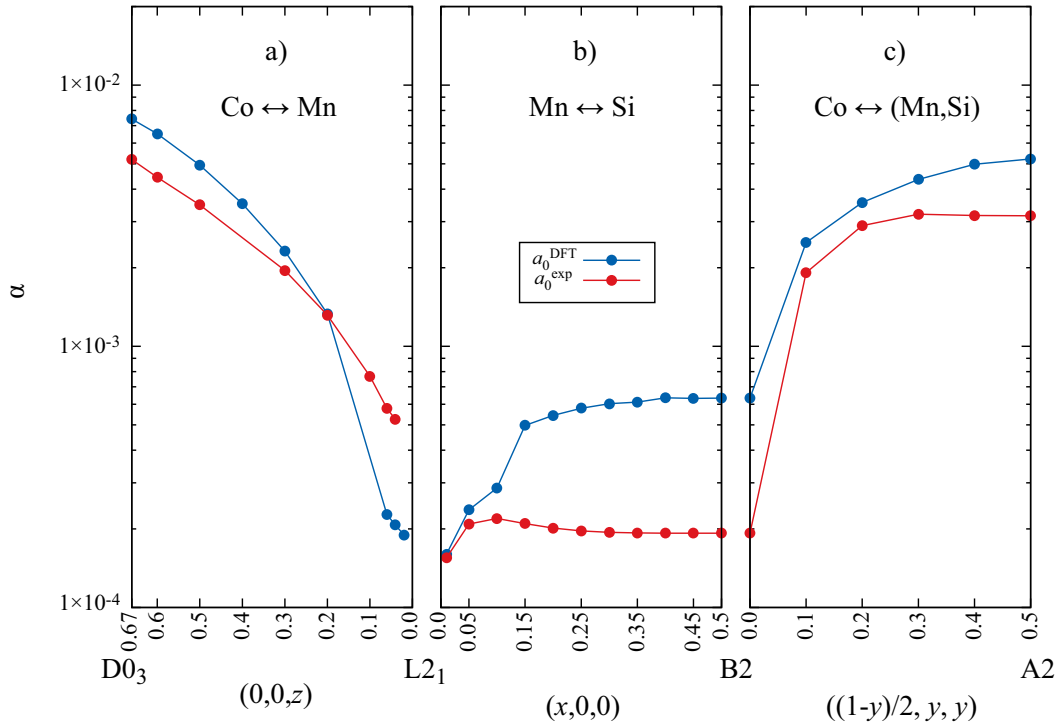 a) b) c)
Co ↔ Mn Mn ↔ Si Co ↔ (Mn,Si)
1×10⁻²
1×10⁻³
1×10⁻⁴
α
a₀ᴰᶠᵀ
a₀ᵉˣᵖ
0.67 0.6 0.5 0.4 0.3 0.2 0.1 0.0
0.0 0.05 0.15 0.25 0.35 0.45 0.5
0.0 0.1 0.2 0.3 0.4 0.5
D0₃ L2₁ B2 A2
(0,0,z) (x,0,0) ((1-y)/2, y, y)